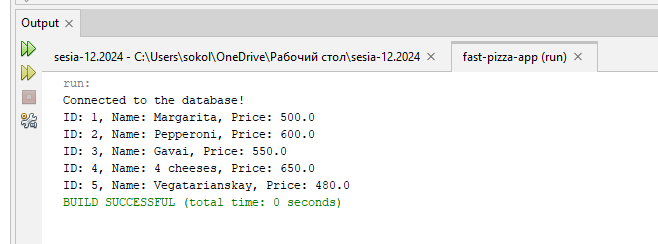 Output
sesia-12.2024 - C:\Users\sokol\OneDrive\Рабочий стол\sesia-12.2024
fast-pizza-app (run)
run:
Connected to the database!
ID: 1, Name: Margarita, Price: 500.0
ID: 2, Name: Pepperoni, Price: 600.0
ID: 3, Name: Gavai, Price: 550.0
ID: 4, Name: 4 cheeses, Price: 650.0
ID: 5, Name: Vegatarianskay, Price: 480.0
BUILD SUCCESSFUL (total time: 0 seconds)